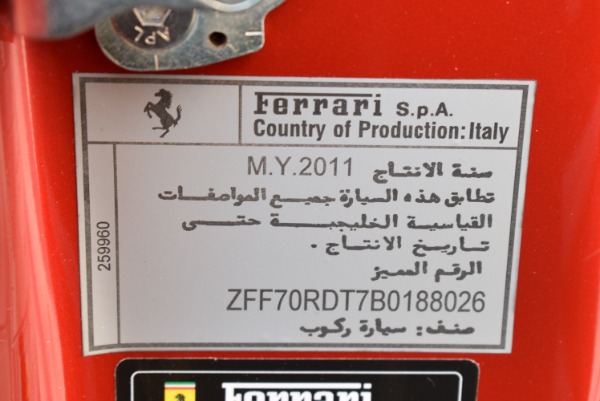 APL
Ferrari S.p.A.
Country of Production: Italy
سنة الانتاج M.Y.2011
تطابق هذه السيارة جميع المواصفات
القياسية الخليجية حتى
تاريخ الانتاج .
الرقم المميز
ZFF70RDT7B0188026
صنف: سيارة ركوب
259960
Ferrari